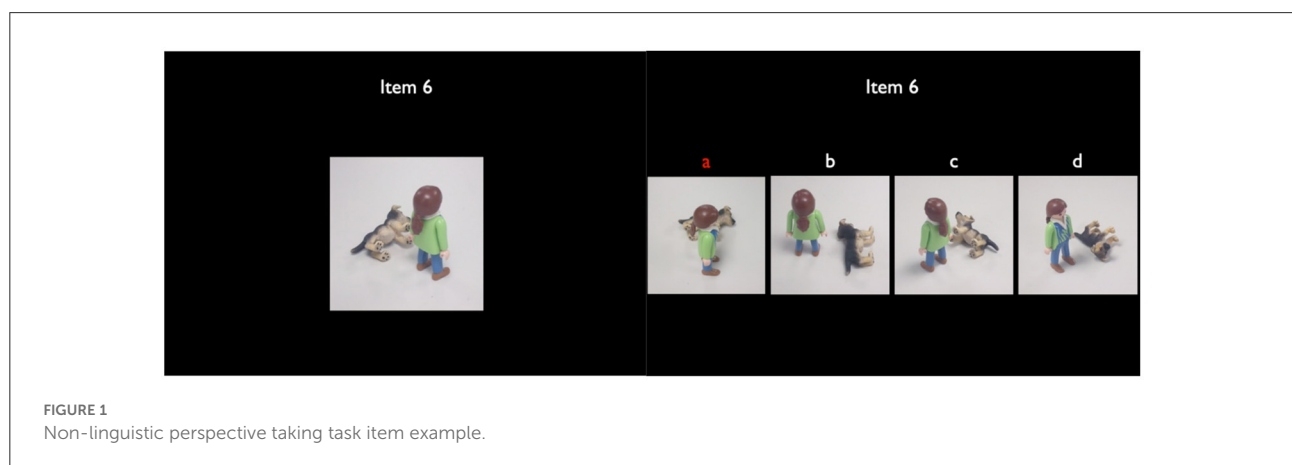 Item 6
Item 6
a b c d
FIGURE 1
Non-linguistic perspective taking task item example.